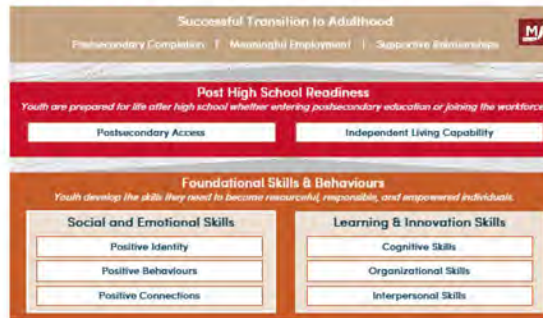 Successful Transition to Adulthood
Postsecondary Completion | Meaningful Employment | Supportive Relationships
Post High School Readiness
Youth are prepared for life after high school whether entering postsecondary education or joining the workforce
Postsecondary Access
Independent Living Capability
Foundational Skills & Behaviours
Youth develop the skills they need to become resourceful, responsible, and empowered individuals.
Social and Emotional Skills
Positive Identity
Positive Behaviours
Positive Connections
Learning & Innovation Skills
Cognitive Skills
Organizational Skills
Interpersonal Skills